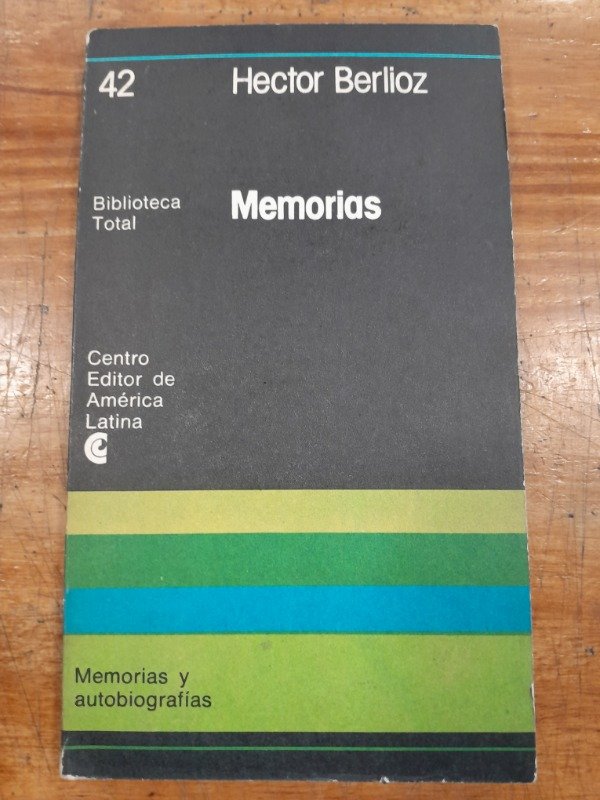 42
Hector Berlioz
Biblioteca
Total
Memorias
Centro
Editor de
América
Latina
Memorias y
autobiografías